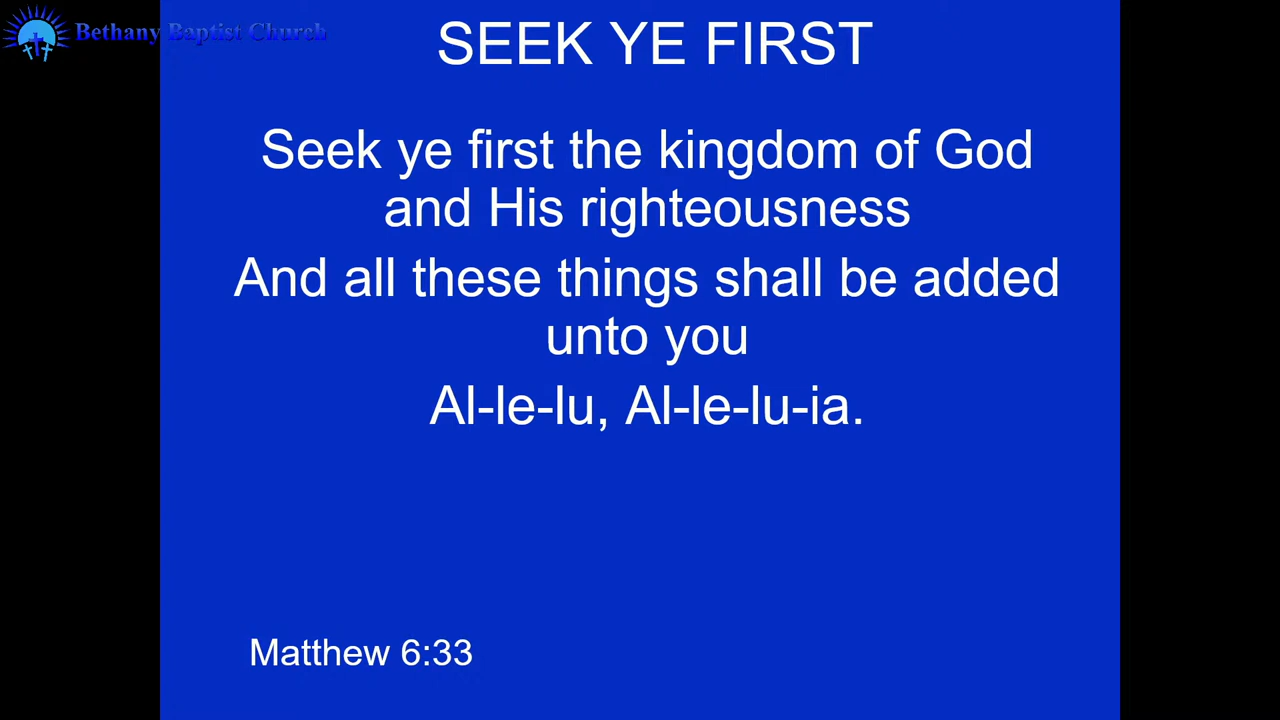 Bethany Baptist Church
SEEK YE FIRST
Seek ye first the kingdom of God
and His righteousness
And all these things shall be added
unto you
Al-le-lu, Al-le-lu-ia.
Matthew 6:33